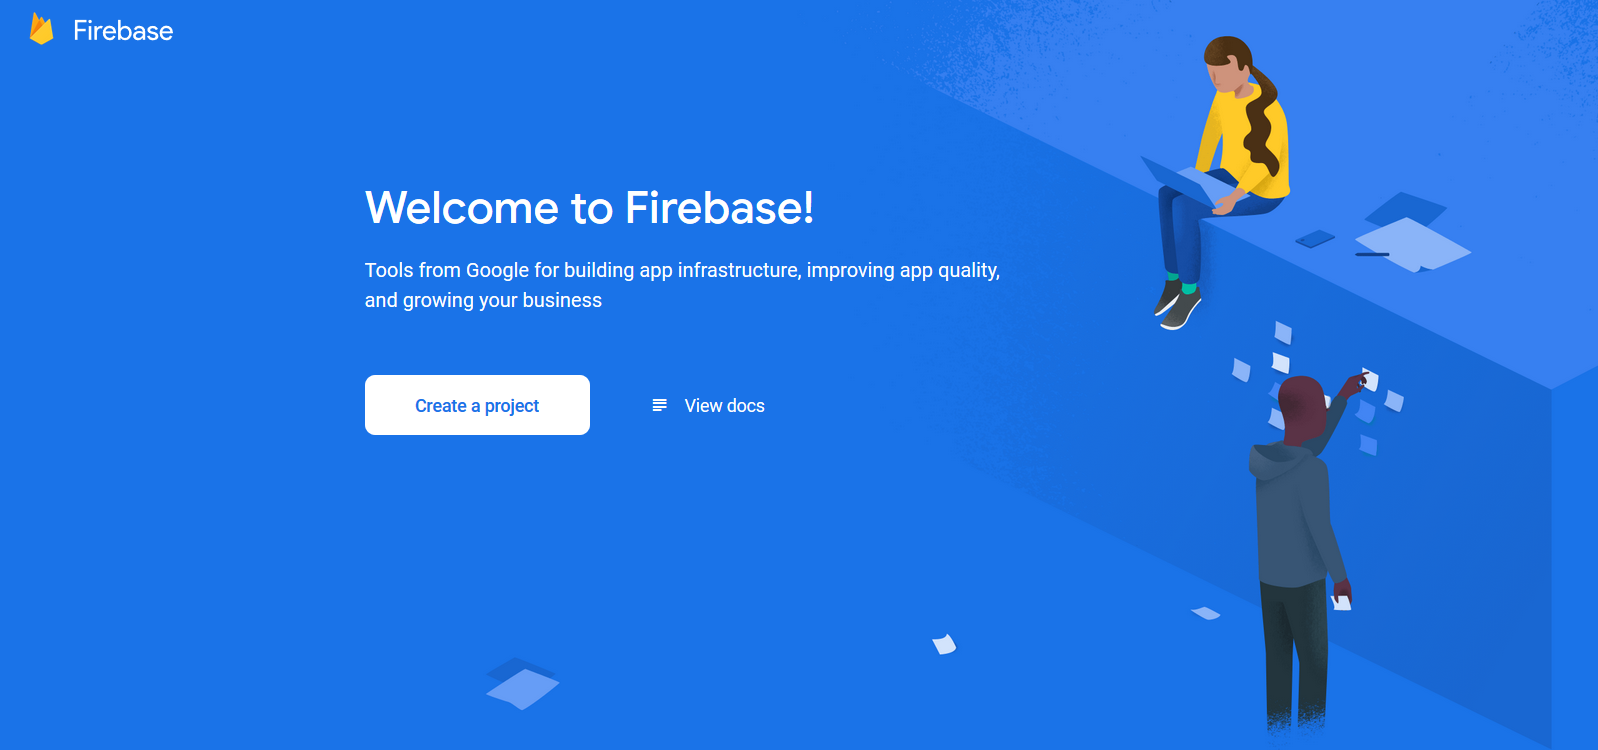 Firebase
Welcome to Firebase!
Tools from Google for building app infrastructure, improving app quality,
and growing your business
Create a project
View docs